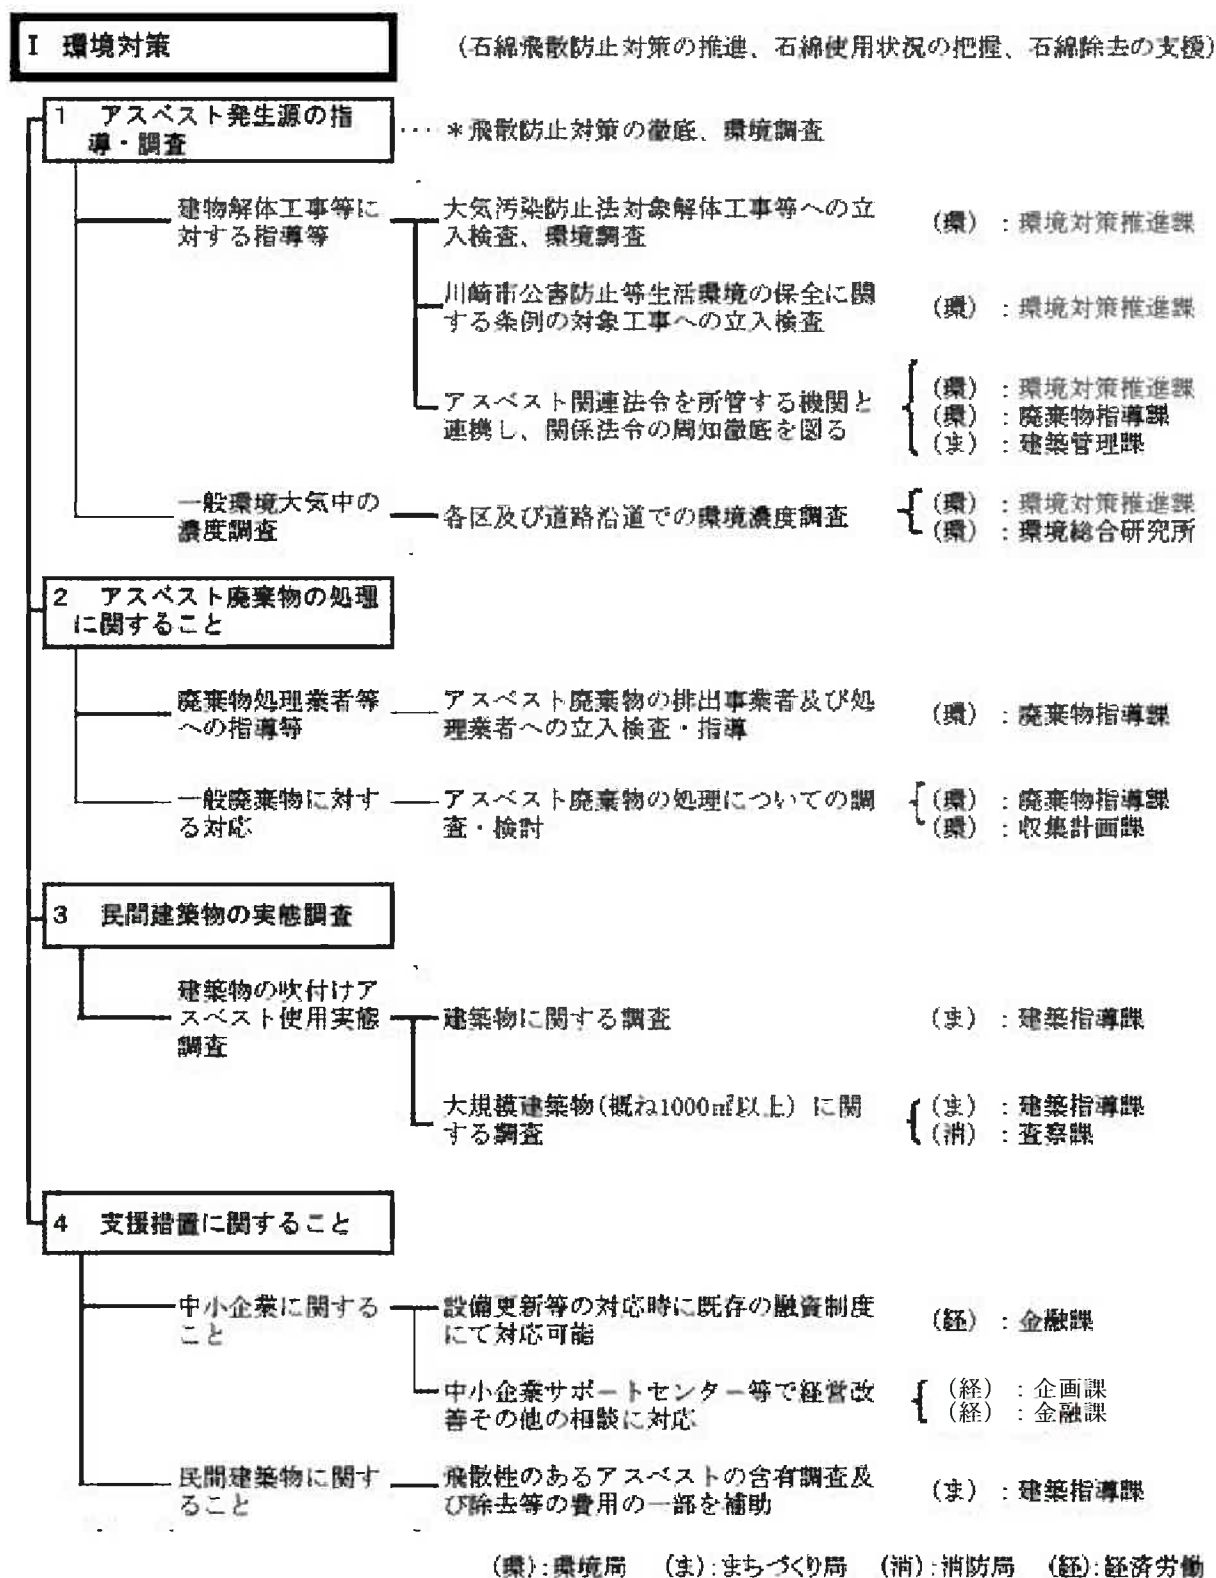 I　環境対策　（石綿飛散防止対策の推進、石綿使用状況の把握、石綿除去の支援）
1　アスベスト発生源の指
導・調査
‥‥＊飛散防止対策の徹底、環境調査
建物解体工事等に
対する指導等
大気汚染防止法対象解体工事等への立
入検査、環境調査
（環）：環境対策推進課
川崎市公害防止等生活環境の保全に関
する条例の対象工事への立入検査
（環）：環境対策推進課
アスベスト関連法令を所管する機関と
連携し、関係法令の周知徹底を図る
（環）：環境対策推進課
（環）：廃棄物指導課
（ま）：建築管理課
一般環境大気中の
濃度調査
各区及び道路沿道での環境濃度調査
（環）：環境対策推進課
（環）：環境総合研究所
2　アスベスト廃棄物の処理
に関すること
廃棄物処理業者等
への指導等
アスベスト廃棄物の排出事業者及び処
理業者への立入検査・指導
（環）：廃棄物指導課
一般廃棄物に対す
る対応
アスベスト廃棄物の処理についての調
査・検討
（環）：廃棄物指導課
（環）：収集計画課
3　民間建築物の実態調査
建築物の吹付けア
スベスト使用実態
調査
建築物に関する調査
（ま）：建築指導課
大規模建築物（概ね1000㎡以上）に関
する調査
（ま）：建築指導課
（消）：査察課
4　支援措置に関すること
中小企業に関する
こと
設備更新等の対応時に既存の融資制度
にて対応可能
（経）：金融課
中小企業サポートセンター等で経営改
善その他の相談に対応
（経）：企画課
（経）：金融課
民間建築物に関す
ること
飛散性のあるアスベストの含有調査及
び除去等の費用の一部を補助
（ま）：建築指導課
（環）：環境局　（ま）：まちづくり局　（消）：消防局　（経）：経済労働